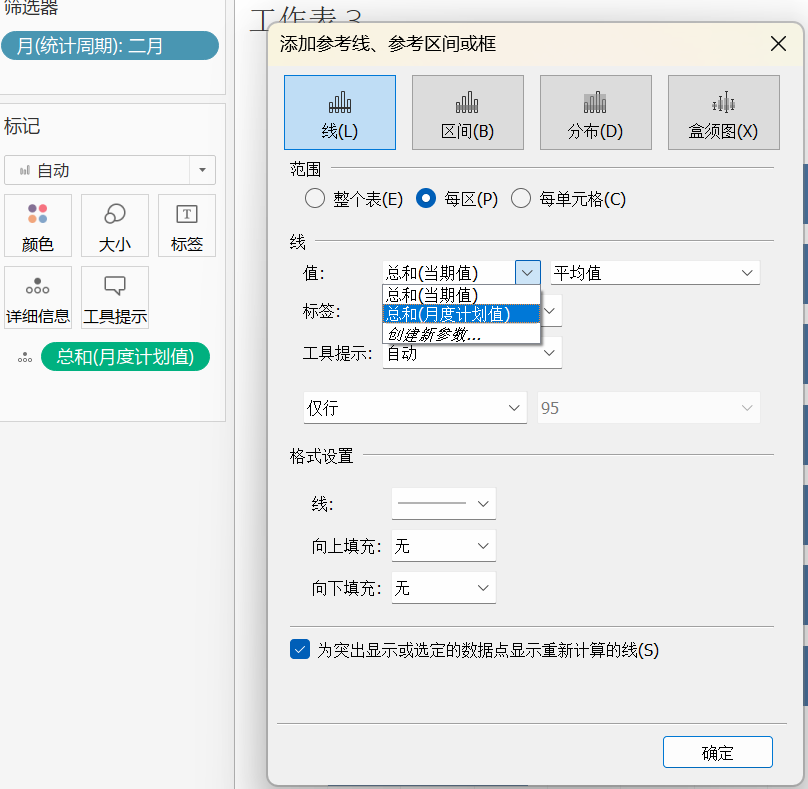 筛选器
月(统计周期): 二月
标记
自动
颜色
大小
标签
详细信息
工具提示
总和(月度计划值)
工作表 3
添加参考线、参考区间或框
线(L)
区间(B)
分布(D)
盒须图(X)
范围
整个表(E)
每区(P)
每单元格(C)
线
值:
总和(当期值)
平均值
总和(当期值)
总和(月度计划值)
创建新参数...
标签:
工具提示:
自动
仅行
95
格式设置
线:
向上填充:
无
向下填充:
无
为突出显示或选定的数据点显示重新计算的线(S)
确定